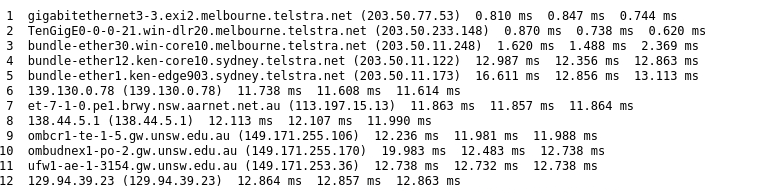 1  gigabitethernet3-3.exi2.melbourne.telstra.net (203.50.77.53)  0.810 ms  0.847 ms  0.744 ms
2  TenGigE0-0-0-21.win-dlr20.melbourne.telstra.net (203.50.233.148)  0.870 ms  0.738 ms  0.620 ms
3  bundle-ether30.win-core10.melbourne.telstra.net (203.50.11.248)  1.620 ms  1.488 ms  2.369 ms
4  bundle-ether12.ken-core10.sydney.telstra.net (203.50.11.122)  12.987 ms  12.356 ms  12.863 ms
5  bundle-ether1.ken-edge903.sydney.telstra.net (203.50.11.173)  16.611 ms  12.856 ms  13.113 ms
6  139.130.0.78 (139.130.0.78)  11.738 ms  11.608 ms  11.614 ms
7  et-7-1-0.pe1.brwy.nsw.aarnet.net.au (113.197.15.13)  11.863 ms  11.857 ms  11.864 ms
8  138.44.5.1 (138.44.5.1)  12.113 ms  12.107 ms  11.990 ms
9  ombcr1-te-1-5.gw.unsw.edu.au (149.171.255.106)  12.236 ms  11.981 ms  11.988 ms
10  ombudnex1-po-2.gw.unsw.edu.au (149.171.255.170)  19.983 ms  12.483 ms  12.738 ms
11  ufw1-ae-1-3154.gw.unsw.edu.au (149.171.253.36)  12.738 ms  12.732 ms  12.738 ms
12  129.94.39.23 (129.94.39.23)  12.864 ms  12.857 ms  12.863 ms